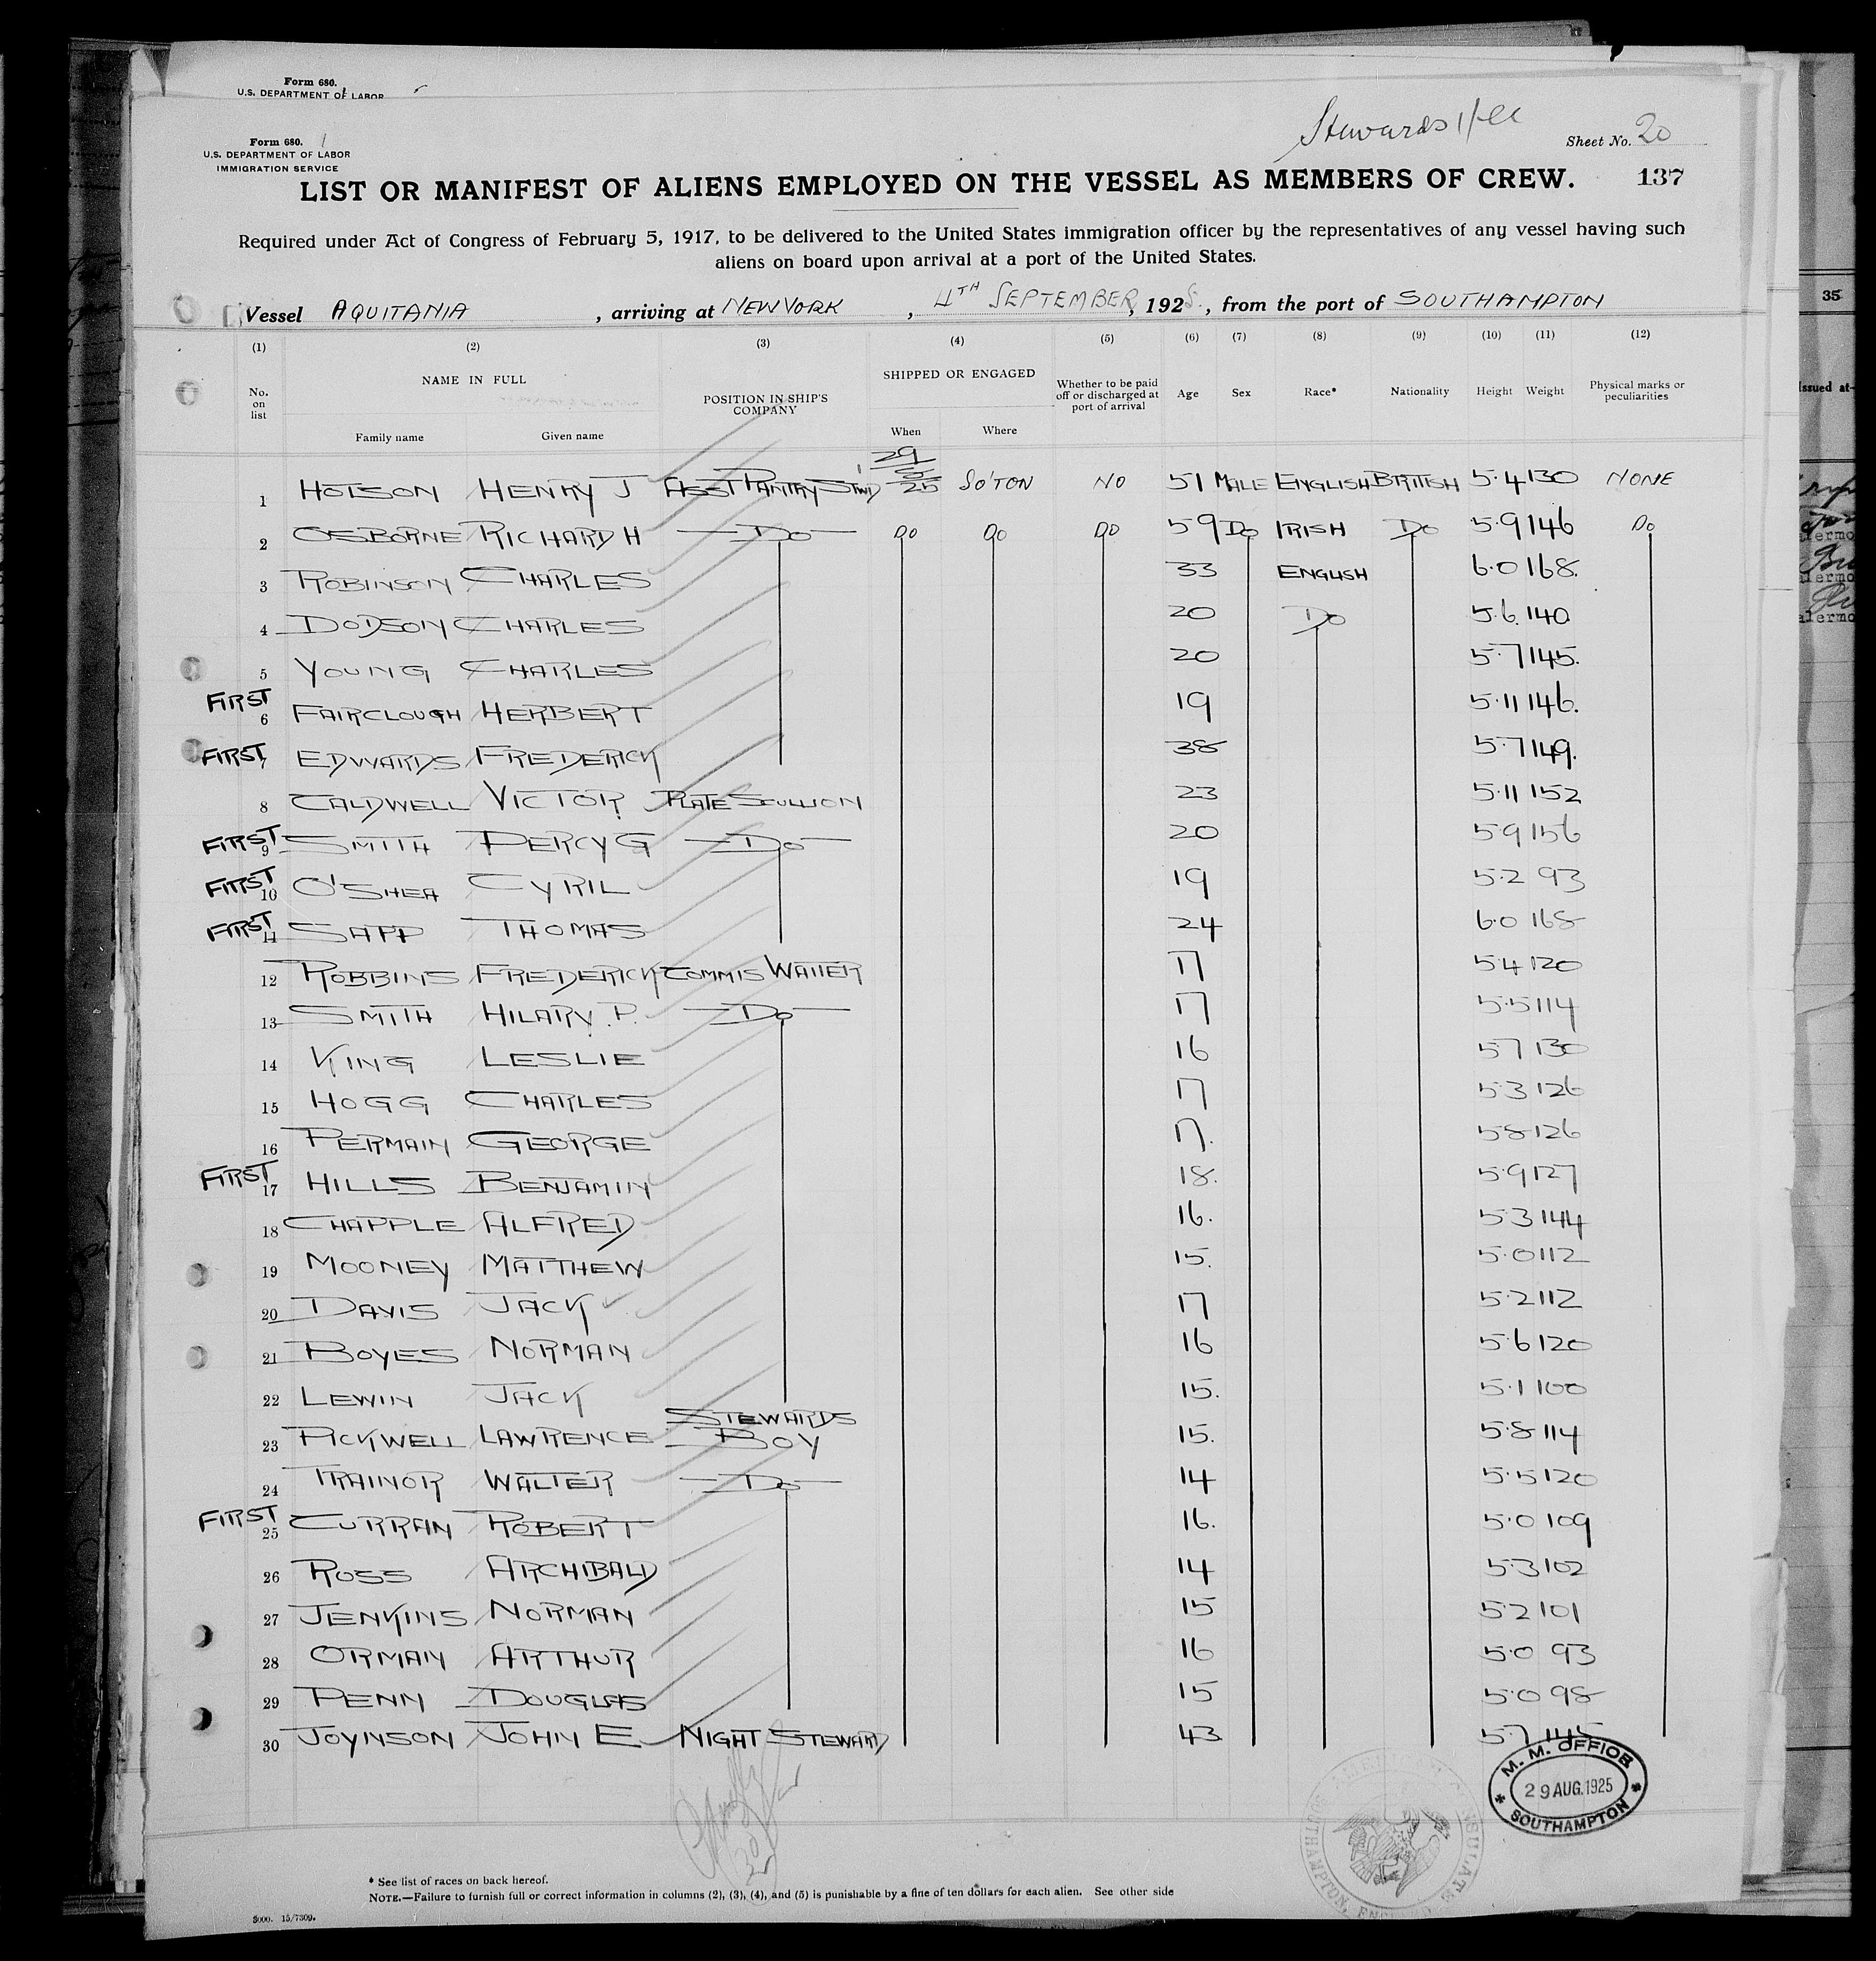 Form 680.
U.S. DEPARTMENT OF LABOR
Form 680.
U.S. DEPARTMENT OF LABOR
IMMIGRATION SERVICE
Stewards
Sheet No. 20
LIST OR MANIFEST OF ALIENS EMPLOYED ON THE VESSEL AS MEMBERS OF CREW. 137
Required under Act of Congress of February 5, 1917, to be delivered to the United States immigration officer by the representatives of any vessel having such
aliens on board upon arrival at a port of the United States.
Vessel AQUITANIA, arriving at NEW YORK, 4TH SEPTEMBER, 1925, from the port of SOUTHAMPTON
(1) (2) (3) (4) (5) (6) (7) (8) (9) (10) (11) (12)
No. on list
NAME IN FULL
Family name Given name
POSITION IN SHIP'S COMPANY
SHIPPED OR ENGAGED
When Where
Whether to be paid off or discharged at port of arrival
Age Sex Race* Nationality Height Weight
Physical marks or peculiarities
1 HOTSON HENRY J ASST PANTRY STWD 29/8/25 SO'TON NO 51 MALE ENGLISH BRITISH 5.4 130 NONE
2 OSBORNE RICHARD H DO DO DO DO 59 DO IRISH DO 5.9 146 DO
3 ROBINSON CHARLES 33 ENGLISH 6.0 168.
4 DODSON CHARLES 20 DO 5.6. 140
5 YOUNG CHARLES 20 5.7 145.
FIRST 6 FAIRCLOUGH HERBERT 19 5.11 146.
FIRST 7 EDWARDS FREDERICK 38 5.7 149.
8 CALDWELL VICTOR PLATE SCULLION 23 5.11 152
FIRST 9 SMITH PERCY G DO 20 5.9 156
FIRST 10 O'SHEA CYRIL 19 5.2 93
FIRST 11 SAPP THOMAS 24 6.0 168
12 ROBBINS FREDERICK COMMIS WAITER 17 5.4 120
13 SMITH HILARY. P. DO 17 5.5 114
14 KING LESLIE 16 5.7 130
15 HOGG CHARLES 17 5.3 126
16 PERMAIN GEORGE 17. 5.8 126
FIRST 17 HILLS BENJAMIN 18. 5.9 127
18 CHAPPLE ALFRED 16. 5.3 144
19 MOONEY MATTHEW 15. 5.0 112
20 DAVIS JACK 17 5.2 112
21 BOYES NORMAN 16 5.6 120
22 LEWIN JACK 15. 5.1 100
23 PICKWELL LAWRENCE STEWARDS BOY 15. 5.8 114
24 TRAINOR WALTER DO 14 5.5 120
FIRST 25 CURRAN ROBERT 16. 5.0 109
26 ROSS ARCHIBALD 14 5.3 102
27 JENKINS NORMAN 15 5.2 101
28 ORMAN ARTHUR 16 5.0 93
29 PENN DOUGLAS 15 5.0 98
30 JOYNSON JOHN E NIGHT STEWARD 43 5.7 145
M. M. OFFICE
29 AUG. 1925
SOUTHAMPTON
* See list of races on back hereof.
NOTE.—Failure to furnish full or correct information in columns (2), (3), (4), and (5) is punishable by a fine of ten dollars for each alien. See other side
5000. 15/7309.
35
Issued at-